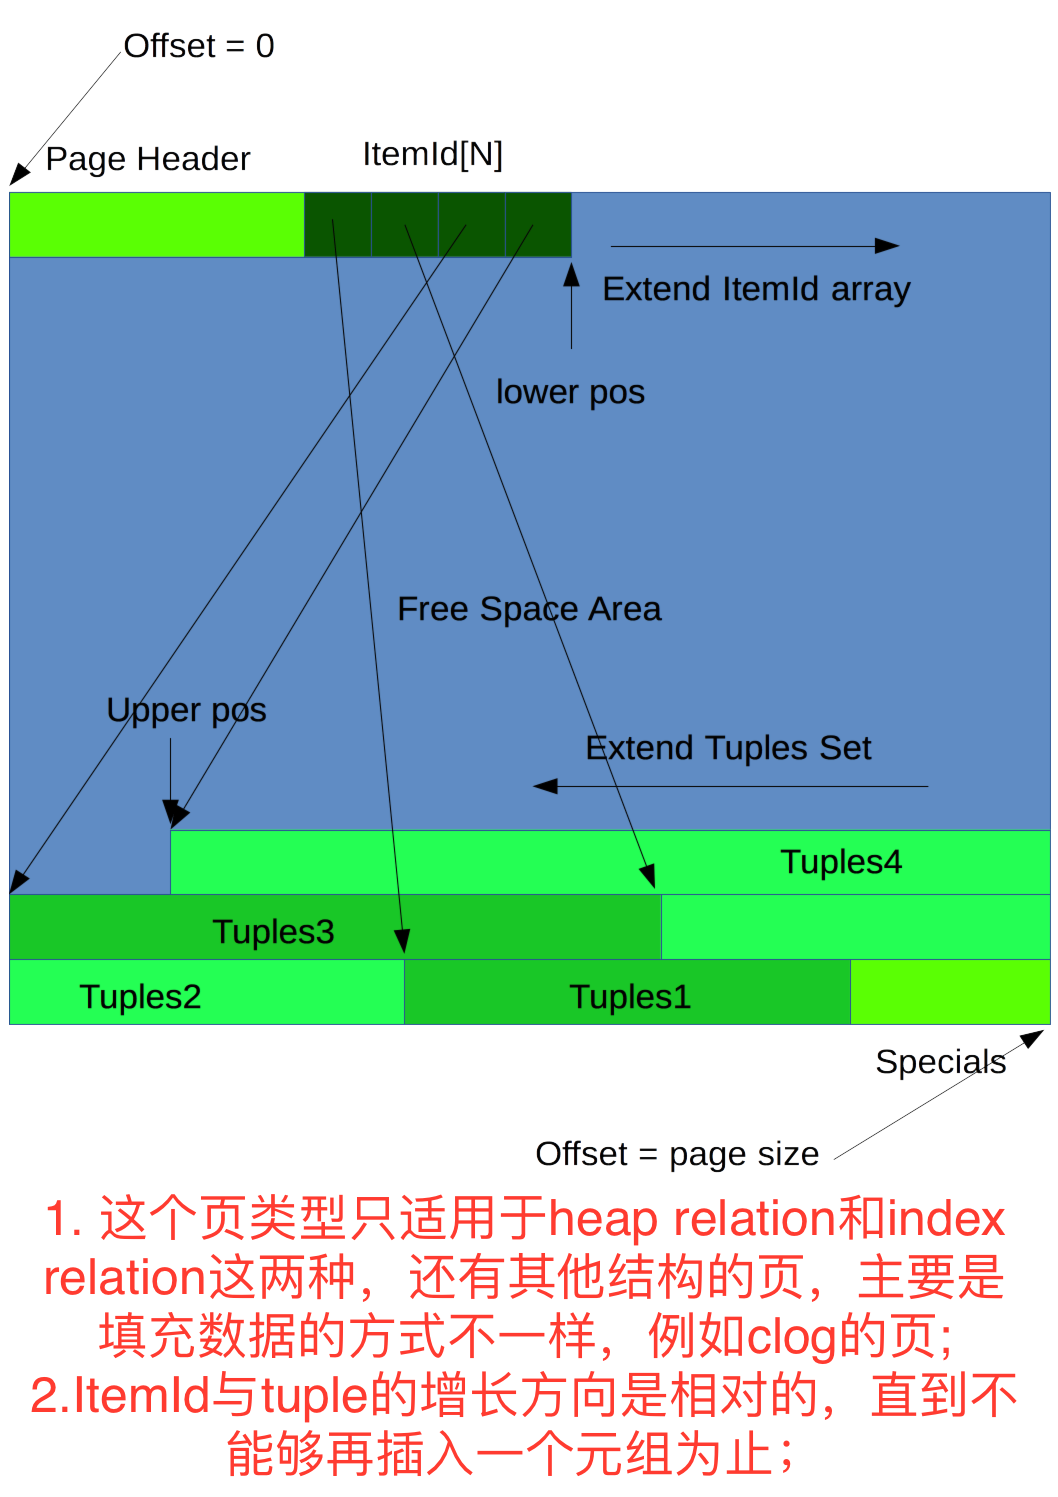 Offset = 0
Page Header
ItemId[N]
Extend ItemId array
lower pos
Free Space Area
Upper pos
Extend Tuples Set
Tuples4
Tuples3
Tuples2
Tuples1
Specials
Offset = page size
1. 这个页类型只适用于heap relation和index
relation这两种，还有其他结构的页，主要是
填充数据的方式不一样，例如clog的页;
2.ItemId与tuple的增长方向是相对的，直到不
能够再插入一个元组为止；